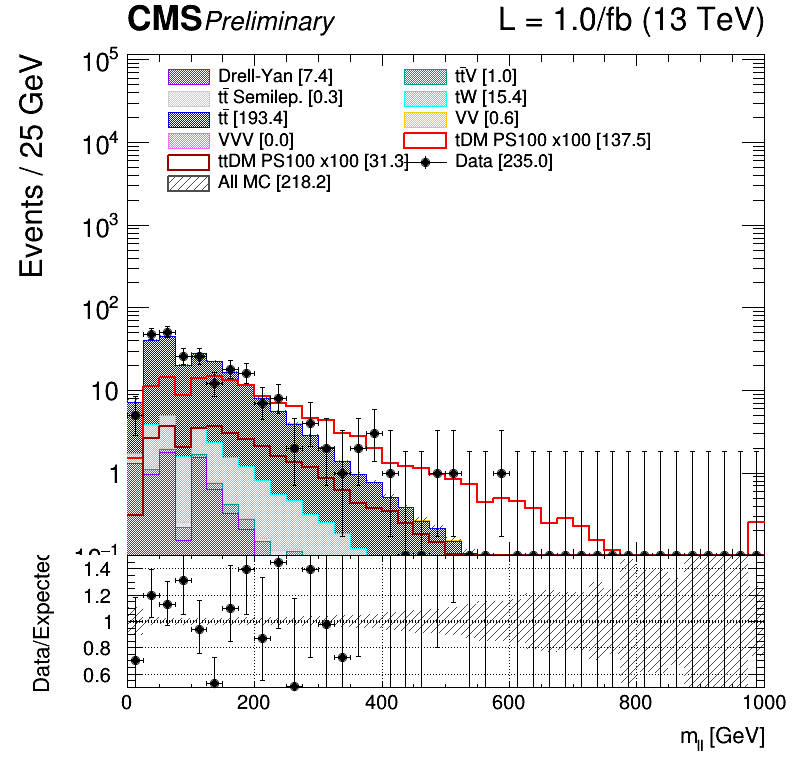 CMS Preliminary L = 1.0/fb (13 TeV)
Events / 25 GeV
10⁵
10⁴
10³
10²
10
1
10⁻¹
Drell-Yan [7.4]
tt̄ Semilep. [0.3]
tt̄ [193.4]
VVV [0.0]
ttDM PS100 x100 [31.3]
All MC [218.2]
tt̄V [1.0]
tW [15.4]
VV [0.6]
tDM PS100 x100 [137.5]
Data [235.0]
Data/Expected
1.4
1.2
1
0.8
0.6
0 200 400 600 800 1000
mₗₗ [GeV]